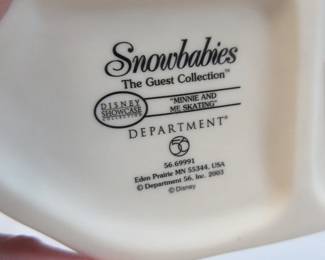 Snowbabies
The Guest Collection™
DISNEY
SHOWCASE
COLLECTION
"MINNIE AND
ME SKATING"
DEPARTMENT
56
56.69991
Eden Prairie MN 55344, USA
© Department 56, Inc. 2003
© Disney